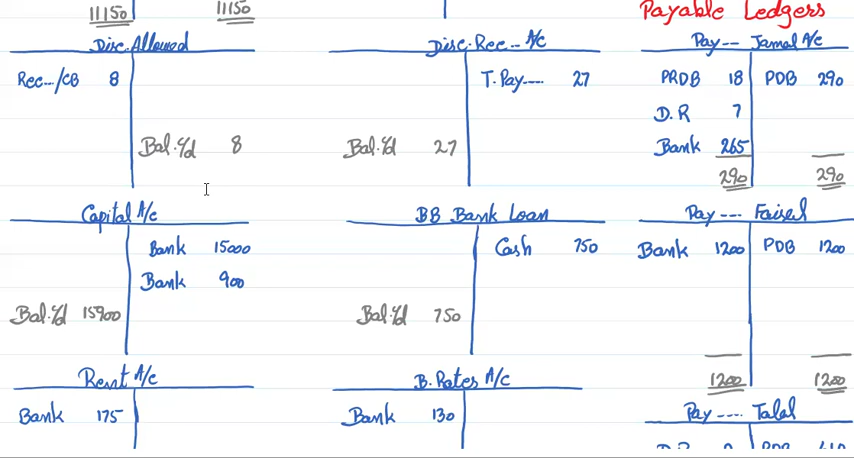 11150 11150
Payable Ledgers
Disc. Allowed
Rec--/CB 8
Bal. c/d 8
Disc. Rec-- A/c
T. Pay---- 27
Bal. c/d 27
Pay-- Jamal A/c
PRDB 18 PDB 290
D.R 7
Bank 265
290 290
Capital A/c
Bank 15000
Bank 900
Bal. c/d 15900
BB Bank Loan
Cash 750
Bal. c/d 750
Pay--- Faisal
Bank 1200 PDB 1200
1200 1200
Rent A/c
Bank 175
B. Rates A/c
Bank 130
Pay---- Talal